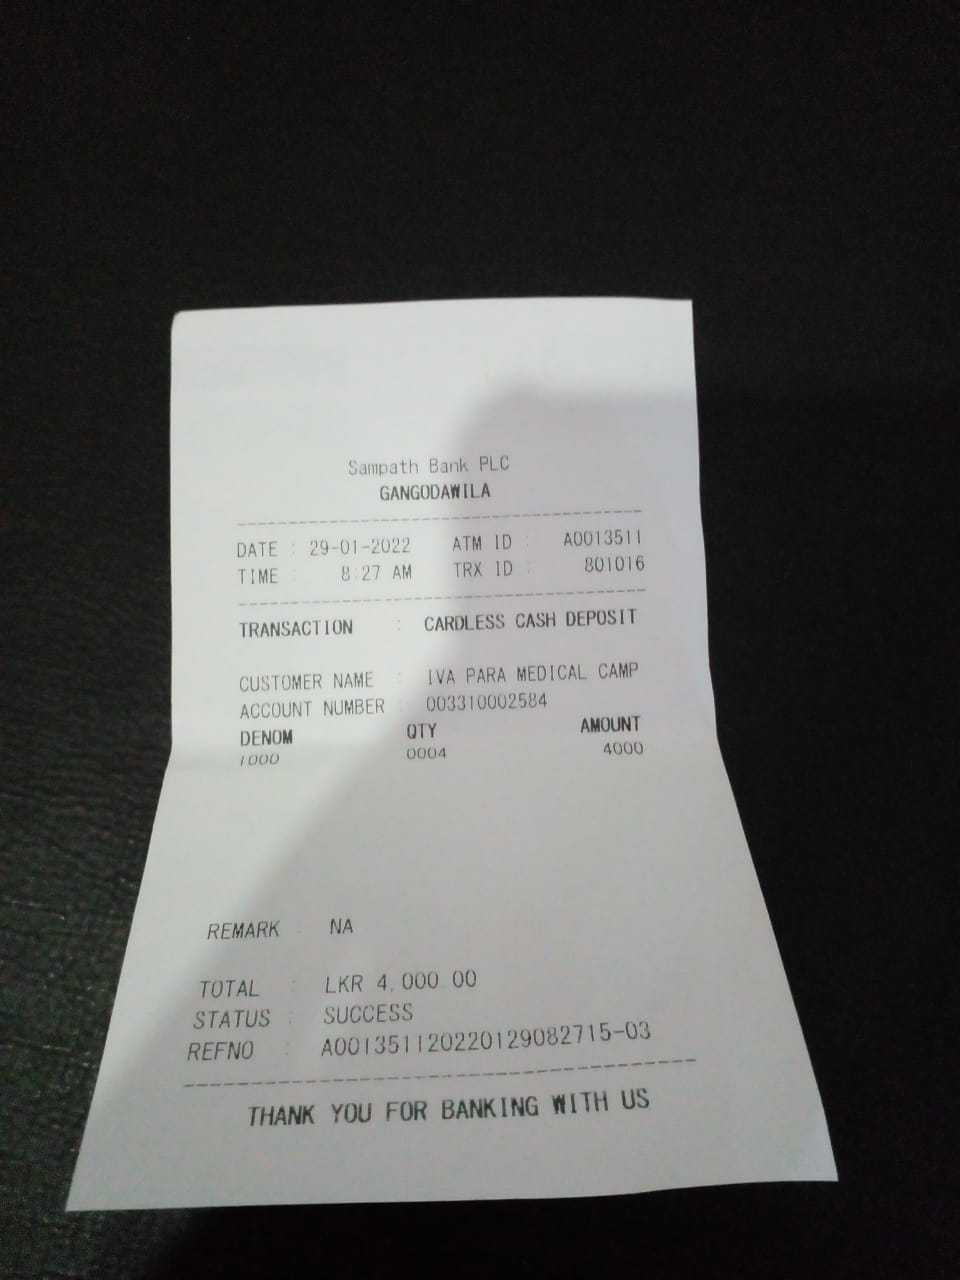 Sampath Bank PLC
GANGODAWILA
DATE : 29-01-2022 ATM ID : A0013511
TIME : 8:27 AM TRX ID : 801016
TRANSACTION : CARDLESS CASH DEPOSIT
CUSTOMER NAME : IVA PARA MEDICAL CAMP
ACCOUNT NUMBER : 003310002584
DENOM QTY AMOUNT
1000 0004 4000
REMARK : NA
TOTAL : LKR 4,000.00
STATUS : SUCCESS
REFNO : A001351120220129082715-03
THANK YOU FOR BANKING WITH US